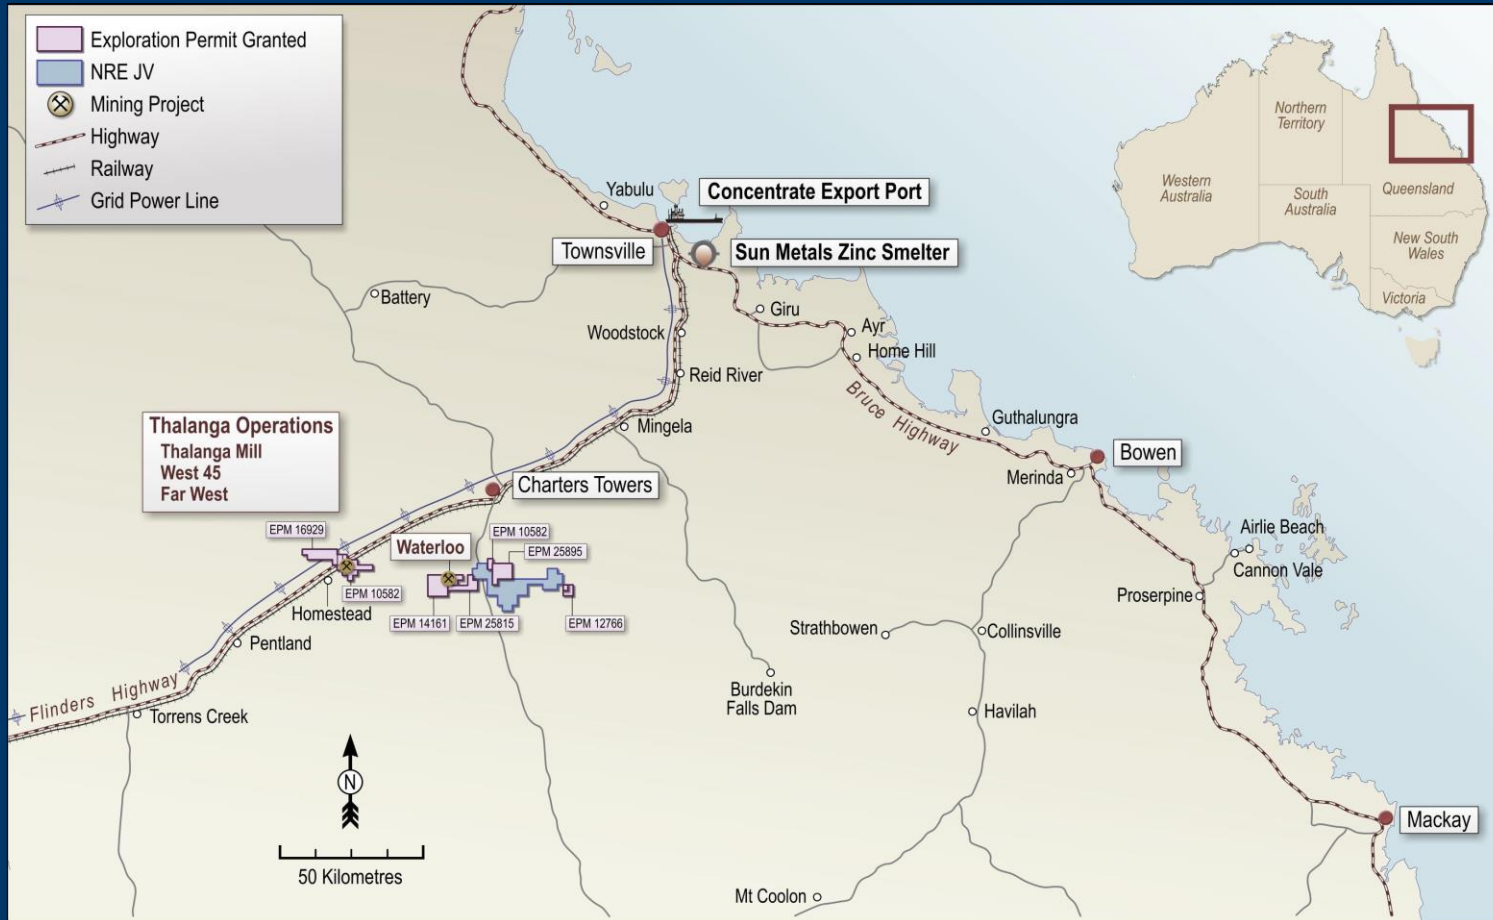 Exploration Permit Granted
NRE JV
Mining Project
Highway
Railway
Grid Power Line
Northern
Territory
Western
Australia
Queensland
South
Australia
New South
Wales
Victoria
Yabulu
Concentrate Export Port
Townsville
Sun Metals Zinc Smelter
Battery
Giru
Woodstock
Ayr
Home Hill
Reid River
Bruce Highway
Thalanga Operations
Thalanga Mill
West 45
Far West
Mingela
Guthalungra
Bowen
Merinda
Charters Towers
EPM 16929
EPM 10582
Waterloo
EPM 25895
Airlie Beach
Cannon Vale
EPM 10582
Homestead
EPM 14161
EPM 25815
EPM 12766
Proserpine
Strathbowen
Collinsville
Pentland
Flinders Highway
Burdekin
Falls Dam
Torrens Creek
Havilah
N
50 Kilometres
Mackay
Mt Coolon